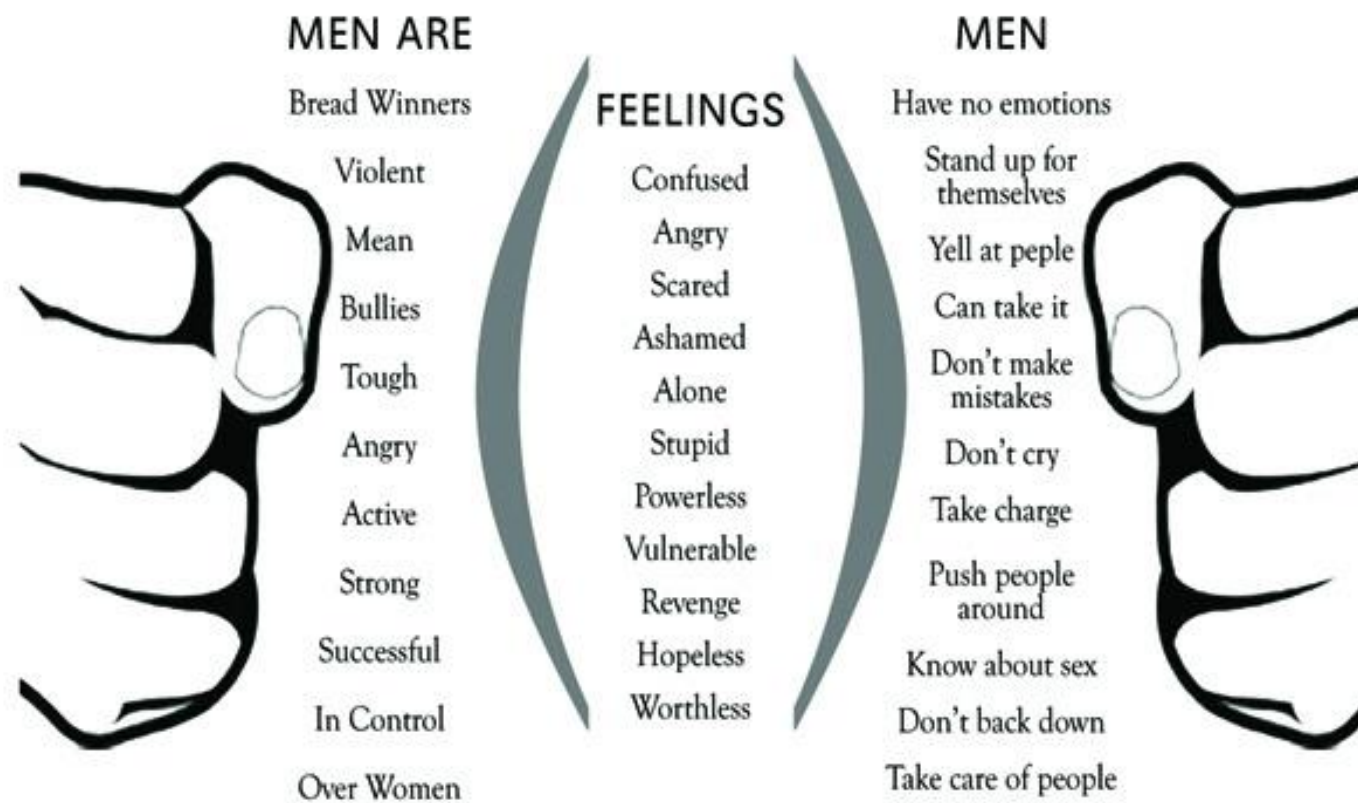 MEN ARE
Bread Winners
Violent
Mean
Bullies
Tough
Angry
Active
Strong
Successful
In Control
Over Women
FEELINGS
Confused
Angry
Scared
Ashamed
Alone
Stupid
Powerless
Vulnerable
Revenge
Hopeless
Worthless
MEN
Have no emotions
Stand up for
themselves
Yell at peple
Can take it
Don't make
mistakes
Don't cry
Take charge
Push people
around
Know about sex
Don't back down
Take care of people